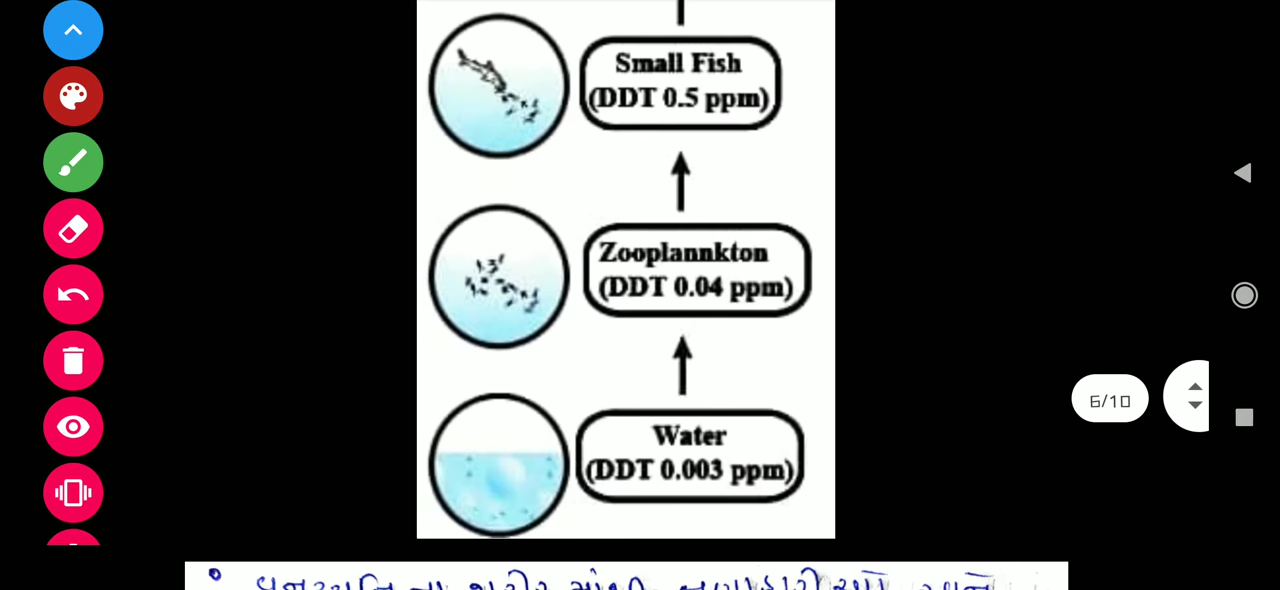 Small Fish
(DDT 0.5 ppm)
Zooplannkton
(DDT 0.04 ppm)
6/10
Water
(DDT 0.003 ppm)